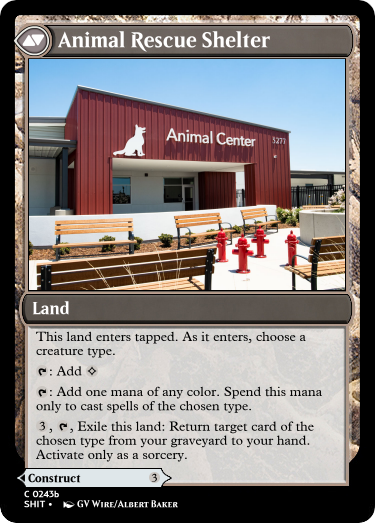 Animal Rescue Shelter
Animal Center
5277
Land
This land enters tapped. As it enters, choose a
creature type.
: Add
: Add one mana of any color. Spend this mana
only to cast spells of the chosen type.
3, , Exile this land: Return target card of the
chosen type from your graveyard to your hand.
Activate only as a sorcery.
Construct 3
C 0243b
SHIT • GV Wire/Albert Baker